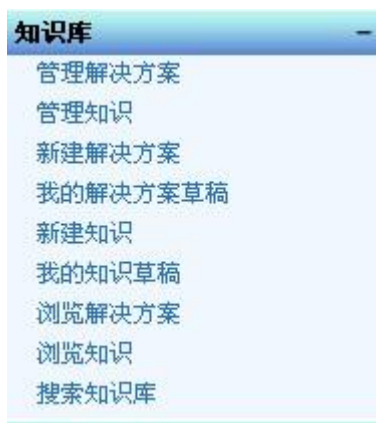 知识库 -
管理解决方案
管理知识
新建解决方案
我的解决方案草稿
新建知识
我的知识草稿
浏览解决方案
浏览知识
搜索知识库